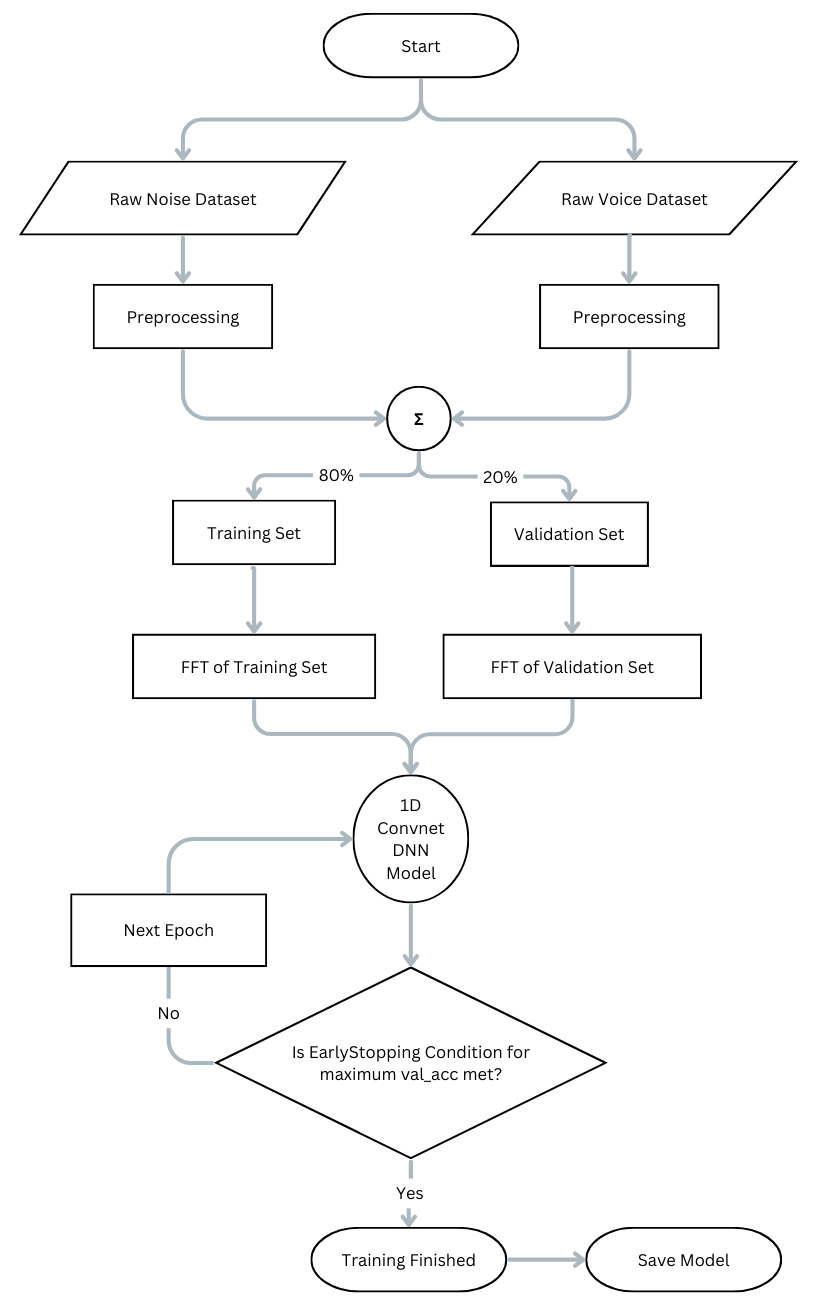 Start
Raw Noise Dataset
Raw Voice Dataset
Preprocessing
Preprocessing
Σ
80%
20%
Training Set
Validation Set
FFT of Training Set
FFT of Validation Set
1D
Convnet
DNN
Model
Next Epoch
No
Is EarlyStopping Condition for
maximum val_acc met?
Yes
Training Finished
Save Model